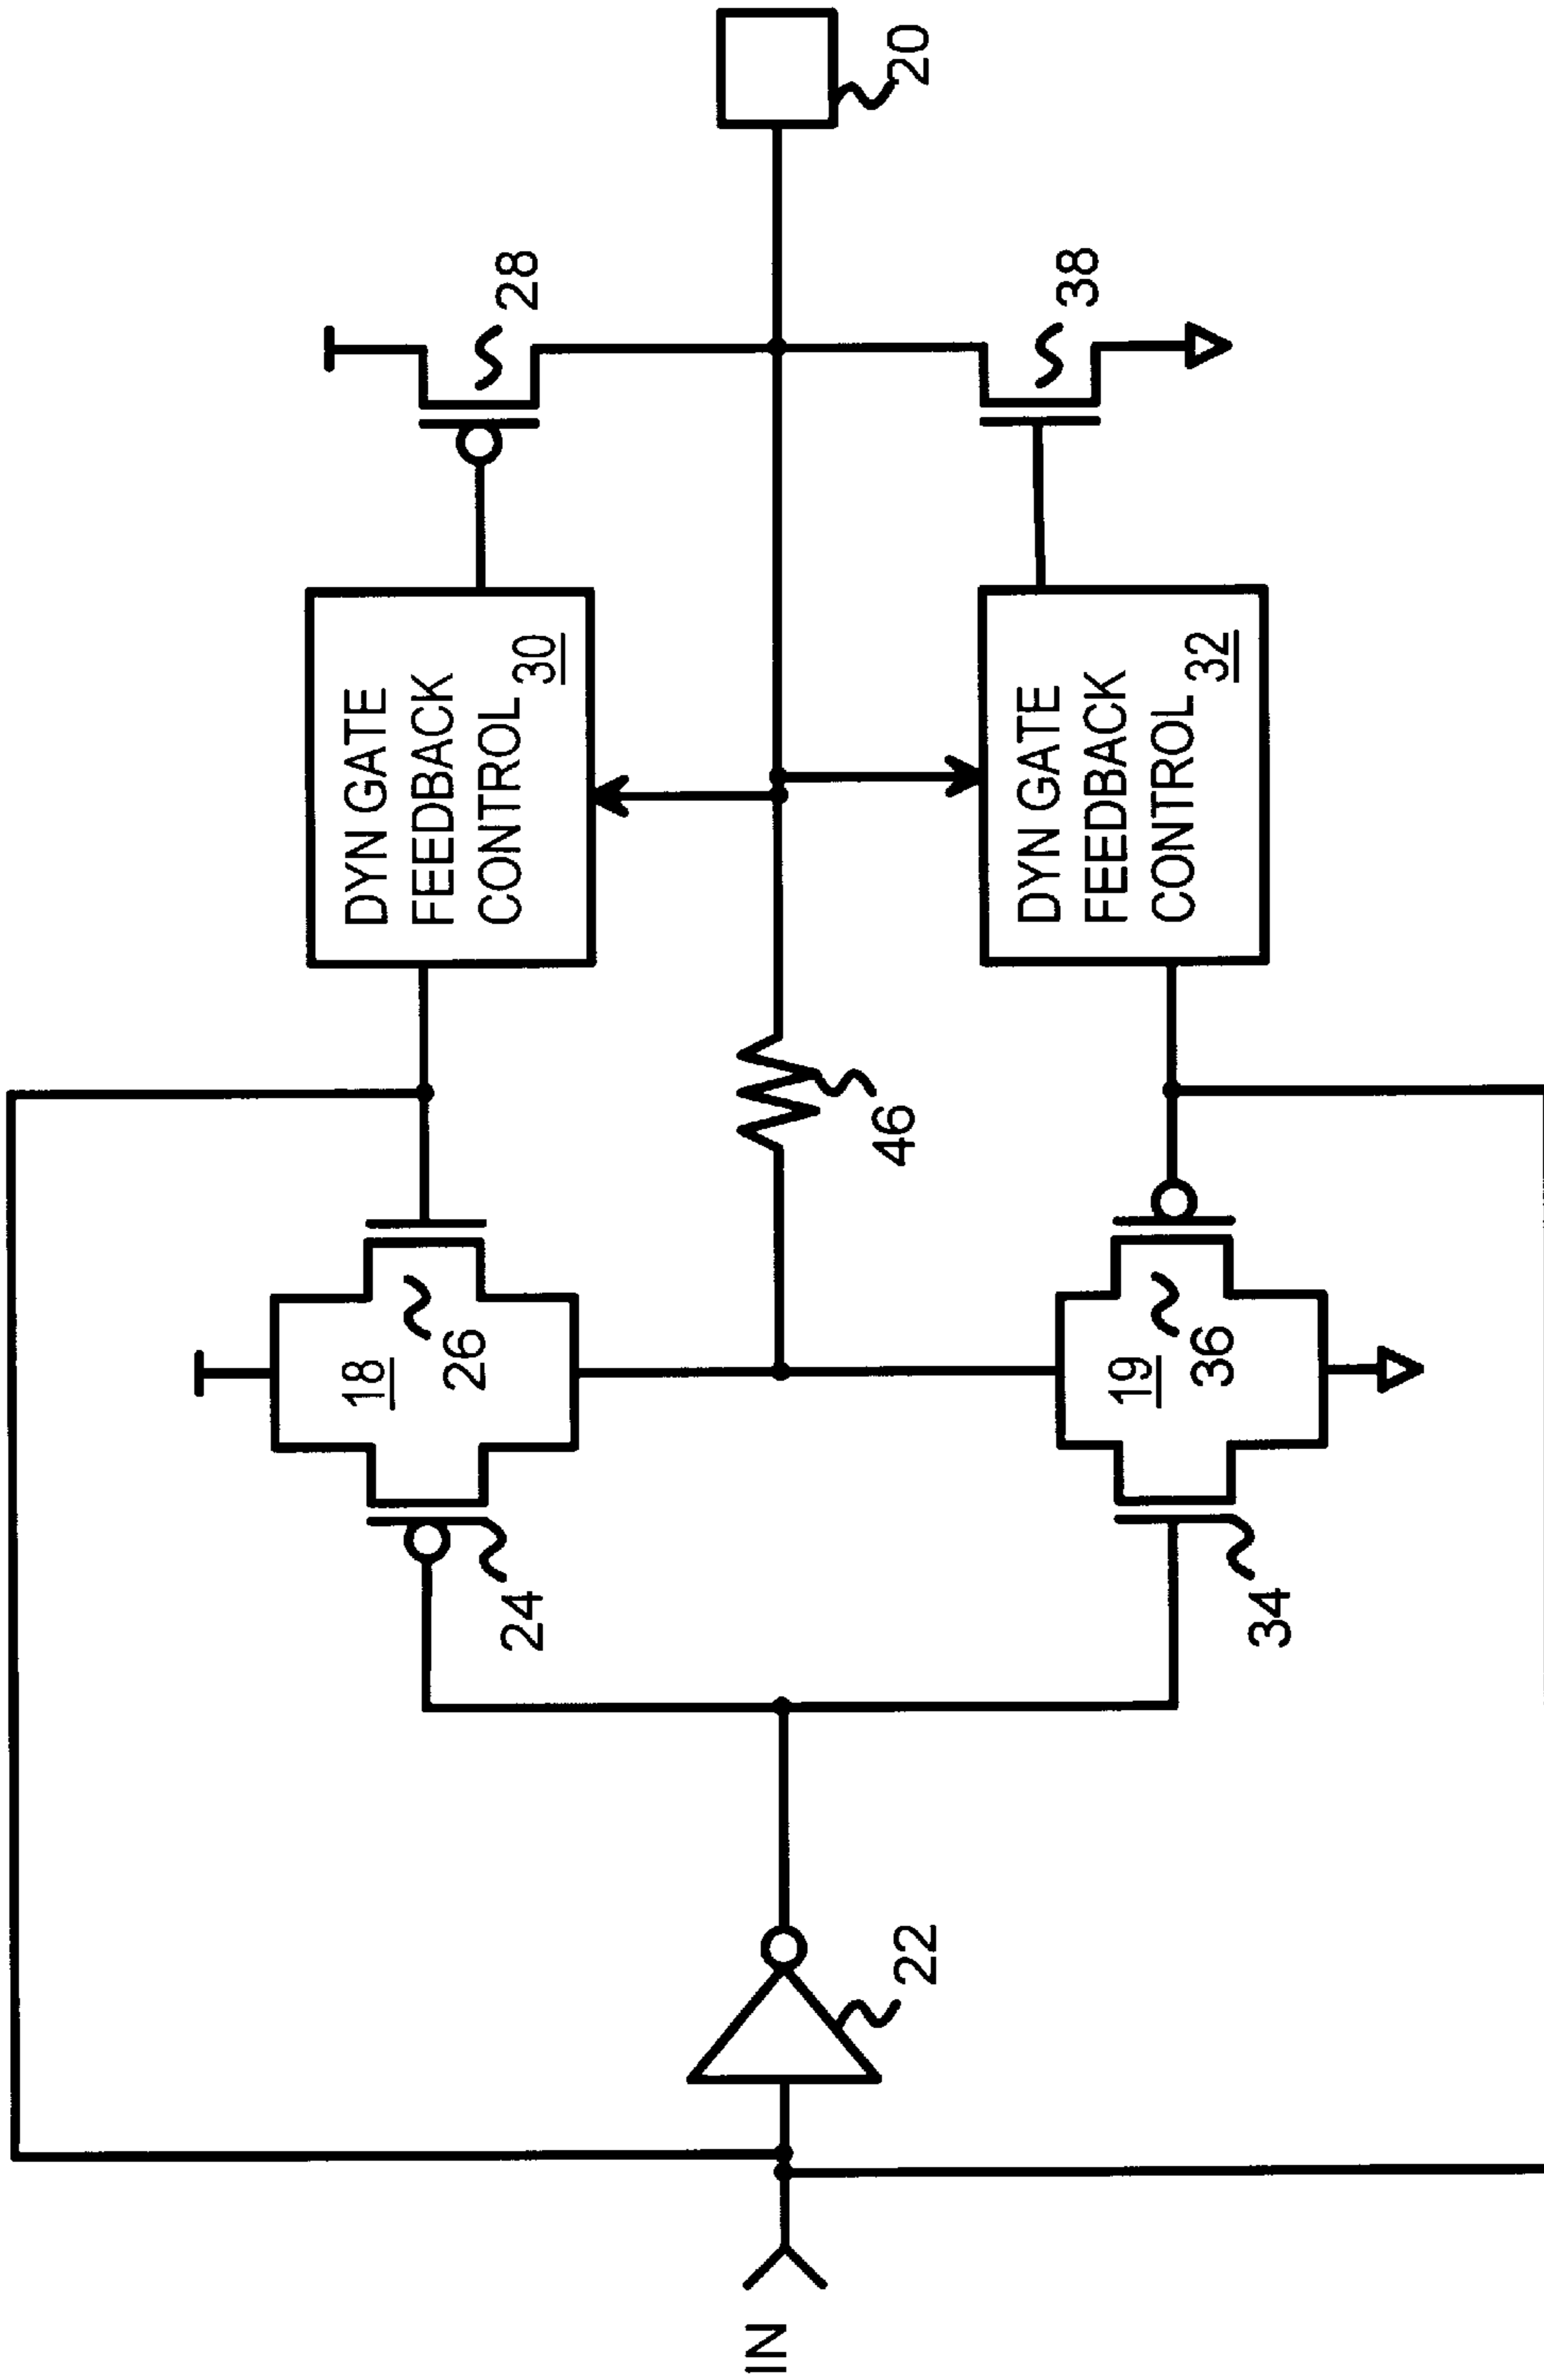 IN
22
24
18
26
34
19
36
46
DYN GATE
FEEDBACK
CONTROL 30
DYN GATE
FEEDBACK
CONTROL 32
28
38
20